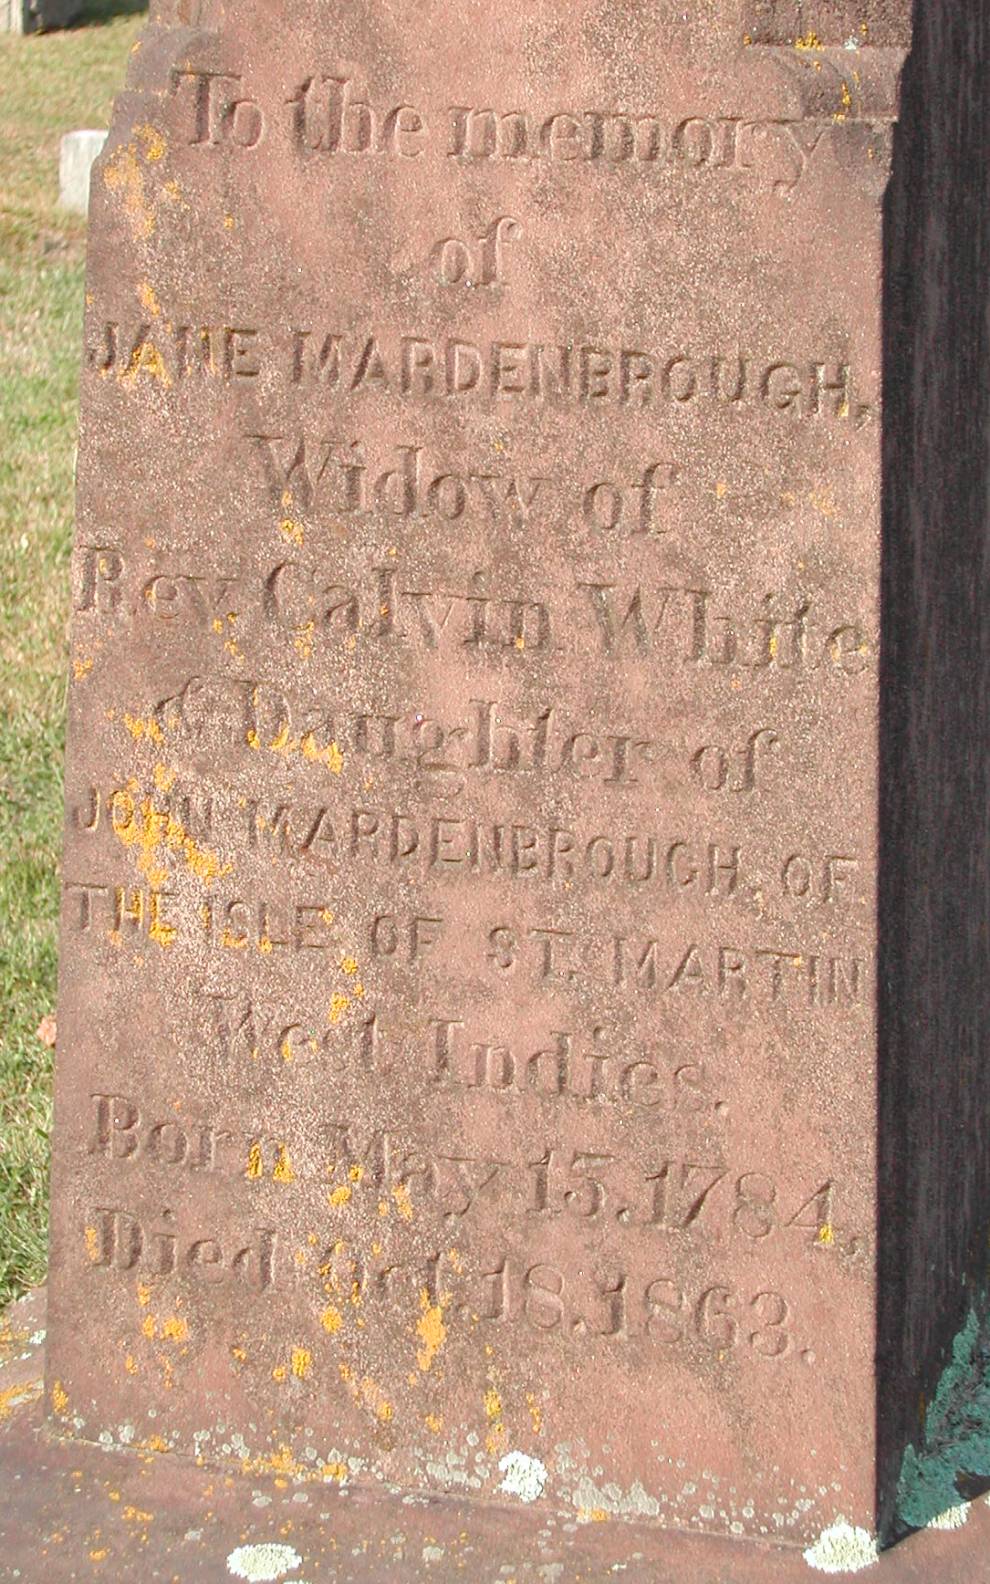 To the memory
of
JANE MARDENBROUGH,
Widow of
Rev. Calvin White
& Daughter of
JOHN MARDENBROUGH, OF
THE ISLE OF ST. MARTIN
West Indies.
Born May 15.1784,
Died Oct.18.1863.